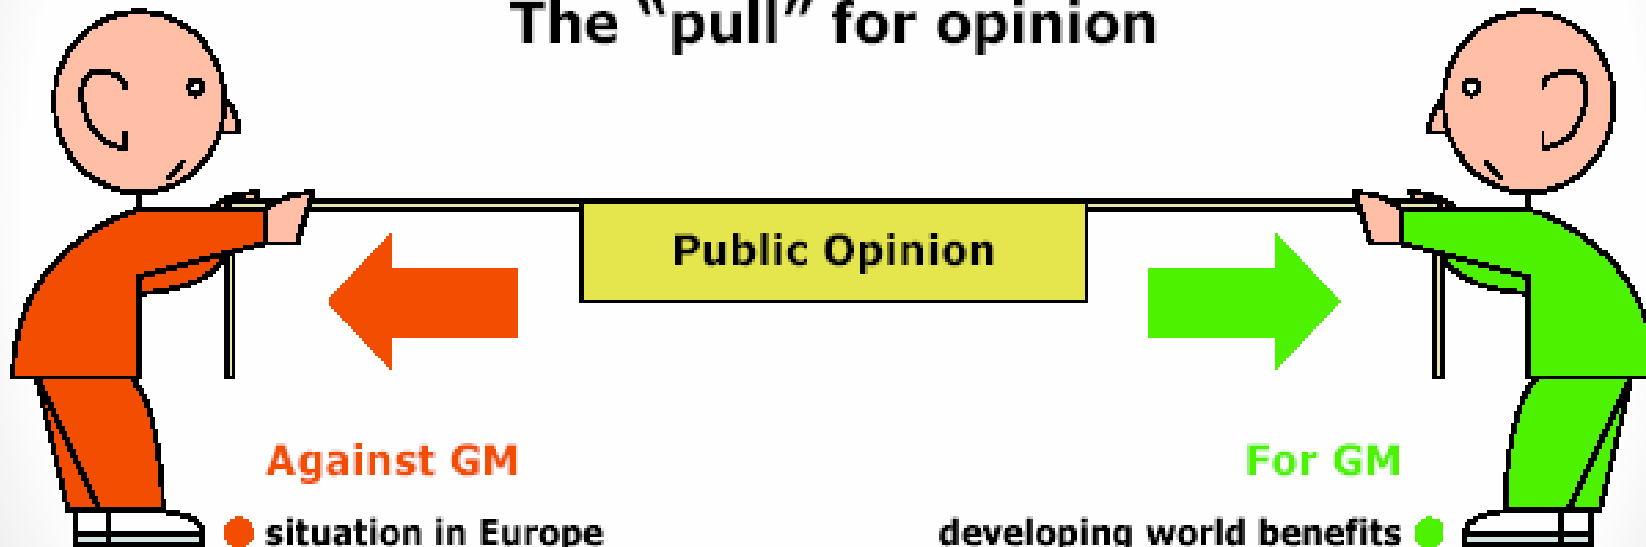 The “pull” for opinion
Public Opinion
Against GM
For GM
situation in Europe
developing world benefits